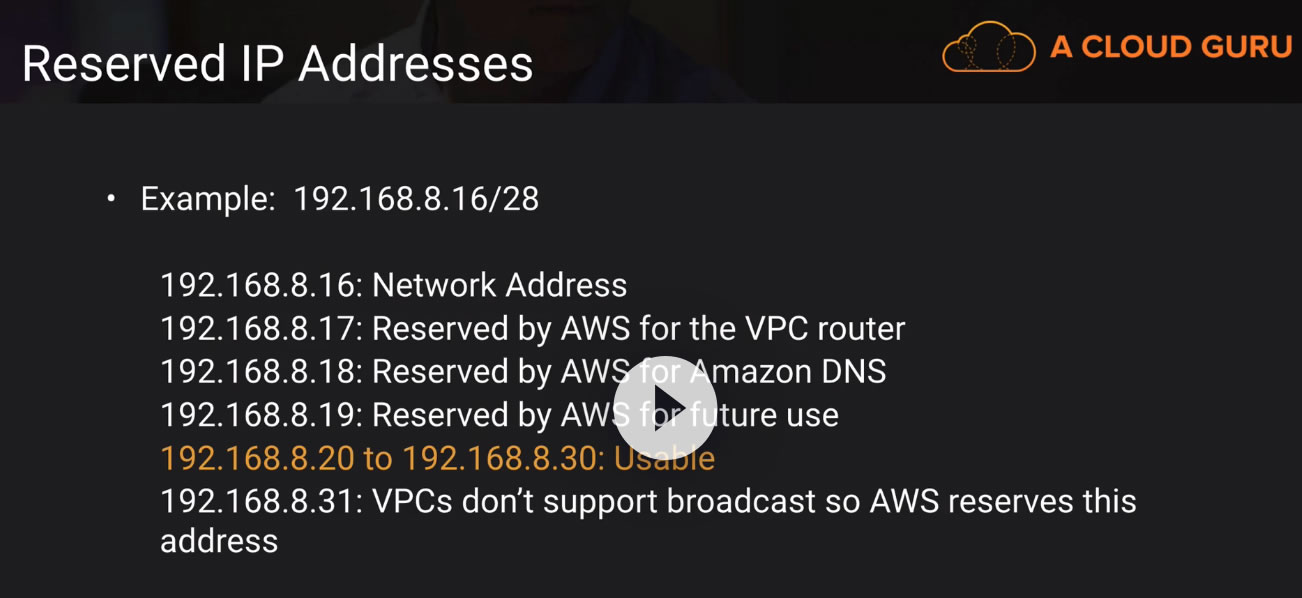 Reserved IP Addresses
A CLOUD GURU
• Example: 192.168.8.16/28
192.168.8.16: Network Address
192.168.8.17: Reserved by AWS for the VPC router
192.168.8.18: Reserved by AWS for Amazon DNS
192.168.8.19: Reserved by AWS for future use
192.168.8.20 to 192.168.8.30: Usable
192.168.8.31: VPCs don’t support broadcast so AWS reserves this
address